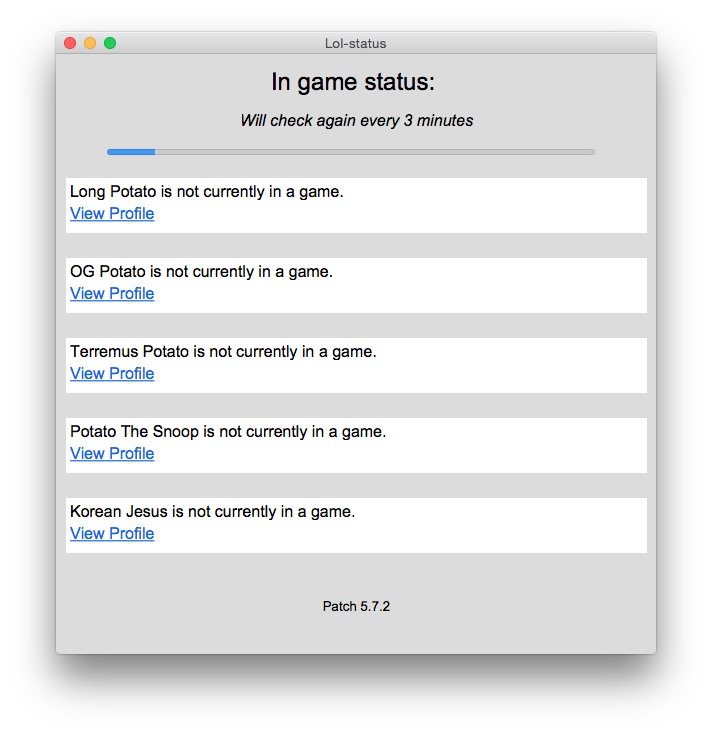 Lol-status
In game status:
Will check again every 3 minutes
Long Potato is not currently in a game.
View Profile
OG Potato is not currently in a game.
View Profile
Terremus Potato is not currently in a game.
View Profile
Potato The Snoop is not currently in a game.
View Profile
Korean Jesus is not currently in a game.
View Profile
Patch 5.7.2